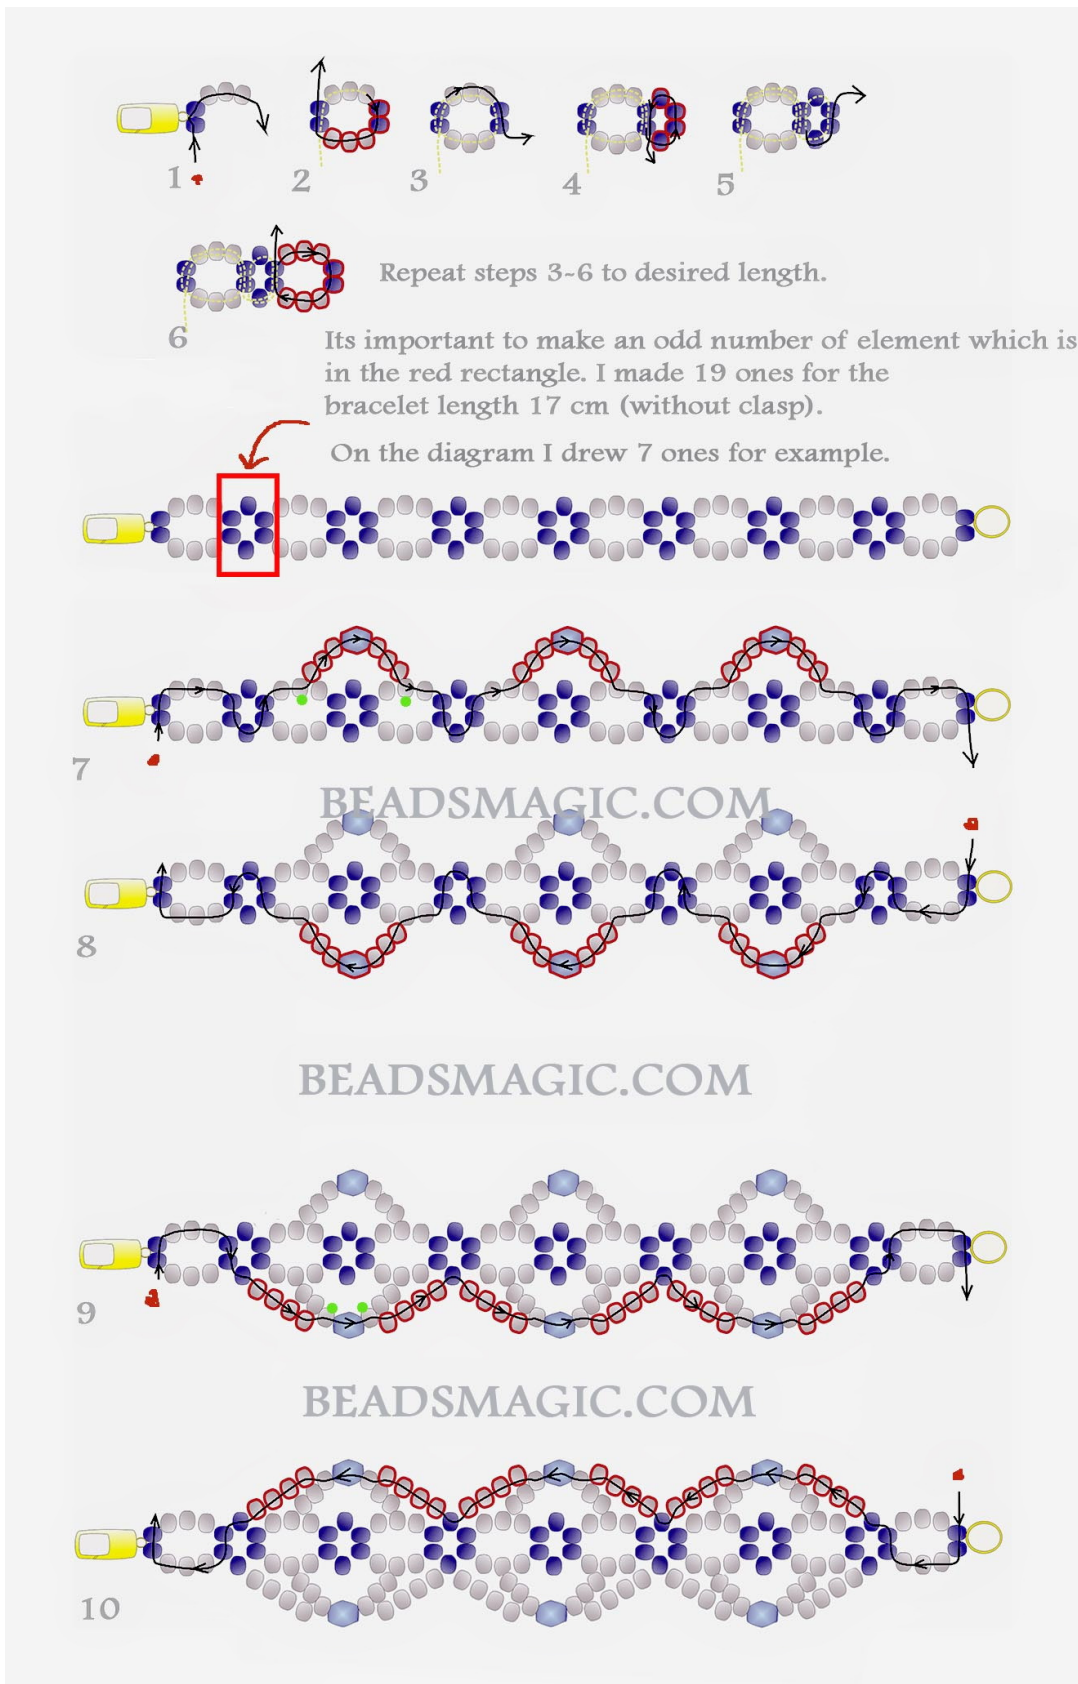 1
2
3
4
5
6
Repeat steps 3-6 to desired length.
Its important to make an odd number of element which is
in the red rectangle. I made 19 ones for the
bracelet length 17 cm (without clasp).
On the diagram I drew 7 ones for example.
7
BEADSMAGIC.COM
8
BEADSMAGIC.COM
9
BEADSMAGIC.COM
10